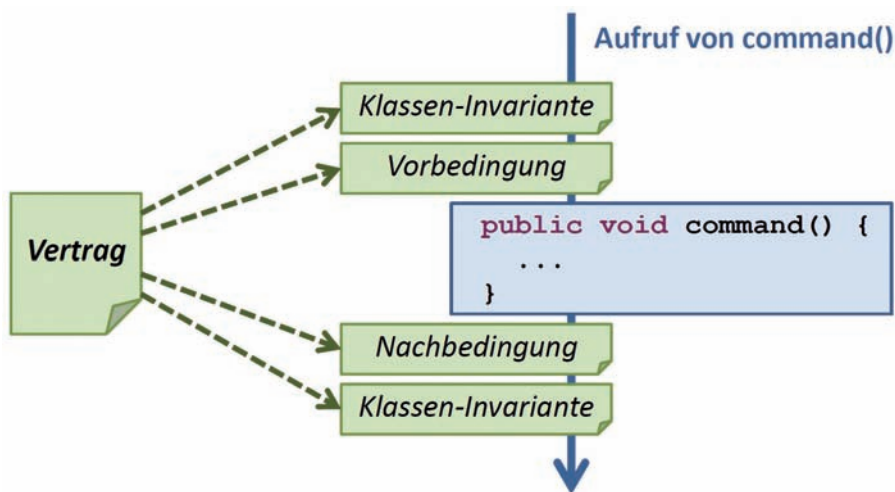 Aufruf von command()
Klassen-Invariante
Vorbedingung
Vertrag
public void command() {
...
}
Nachbedingung
Klassen-Invariante